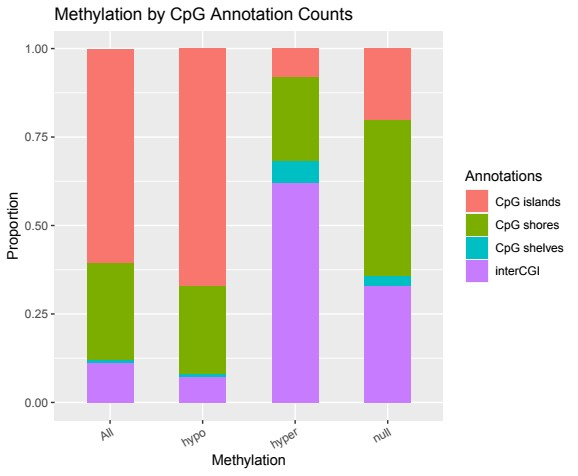 Methylation by CpG Annotation Counts
1.00
0.75
0.50
0.25
0.00
Proportion
All
hypo
hyper
null
Methylation
Annotations
CpG islands
CpG shores
CpG shelves
interCGI